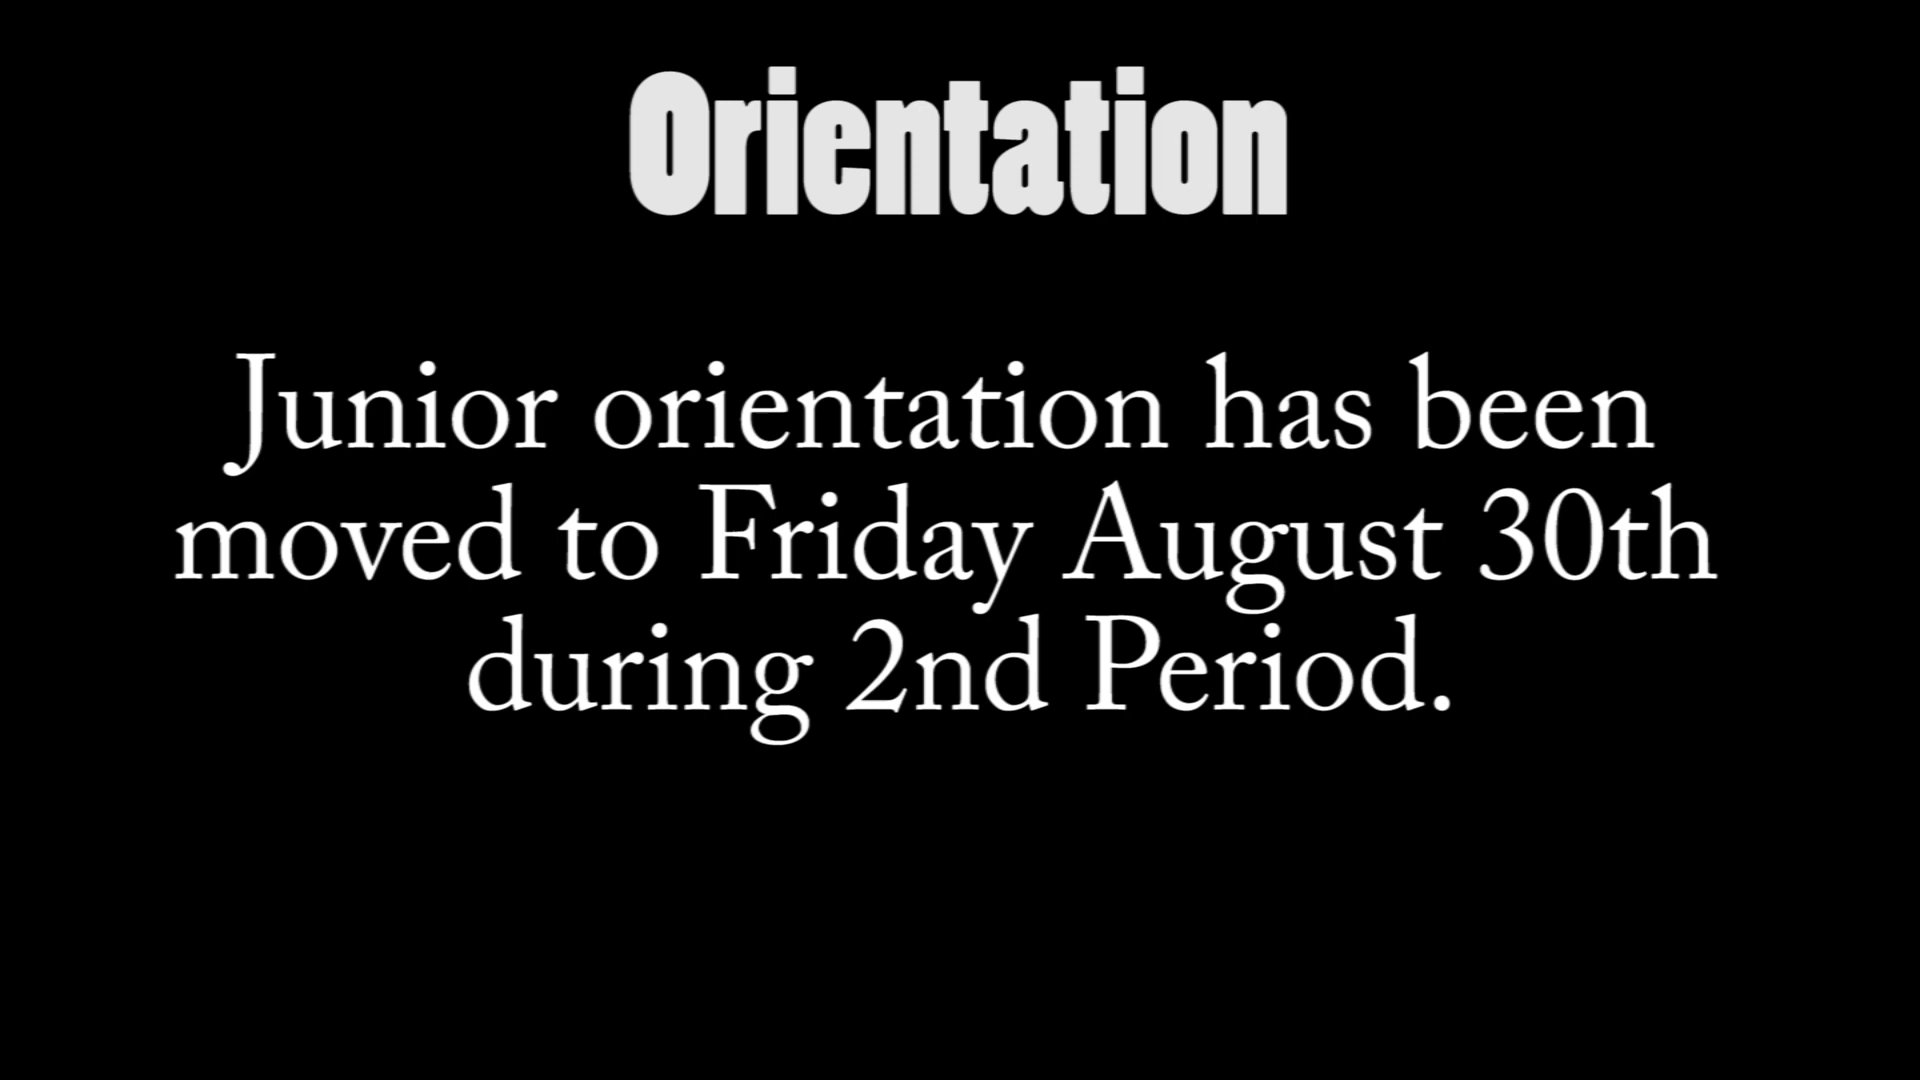 Orientation
Junior orientation has been
moved to Friday August 30th
during 2nd Period.